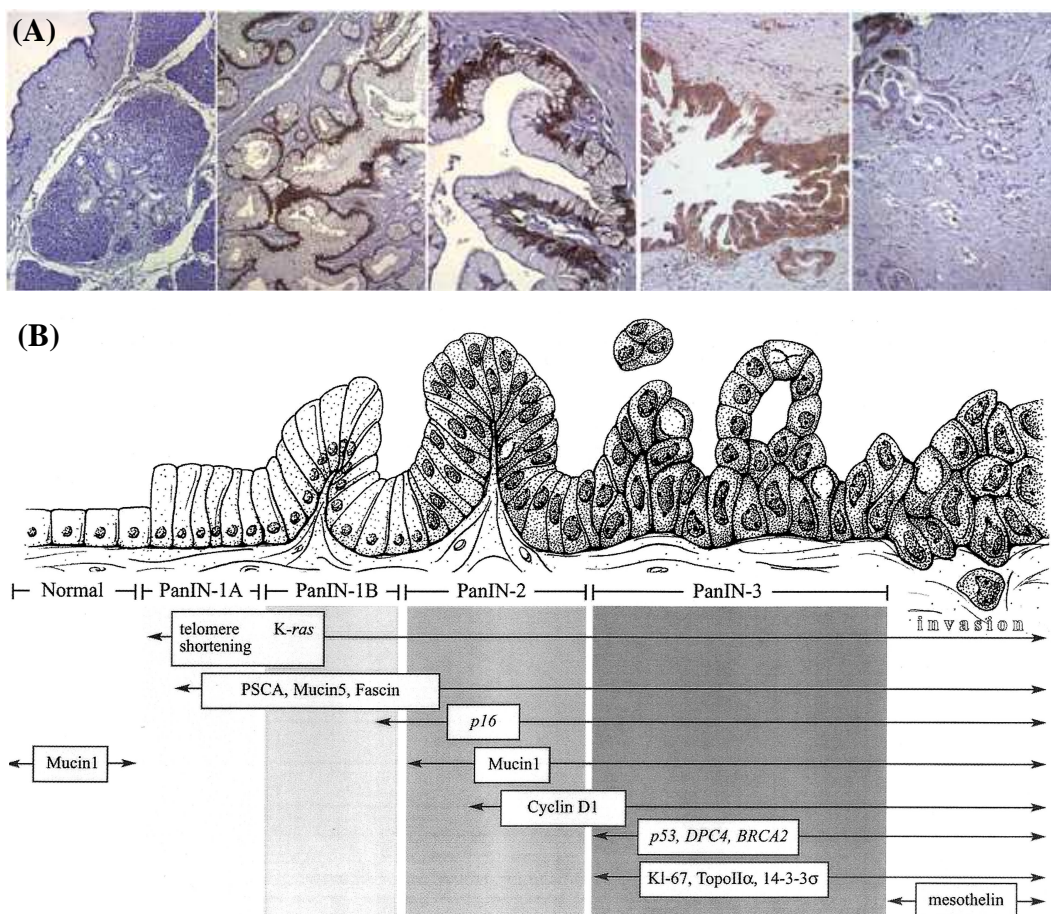 (A)
(B)
Normal PanIN-1A PanIN-1B PanIN-2 PanIN-3
invasion
telomere K-ras
shortening
PSCA, Mucin5, Fascin
p16
Mucin1 Mucin1
Cyclin D1
p53, DPC4, BRCA2
KI-67, TopoIIα, 14-3-3σ
mesothelin